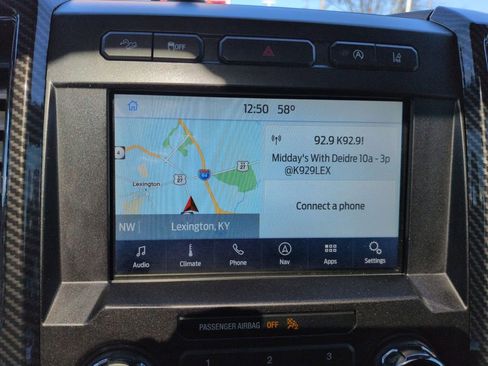 OFF
12:50 58°
92.9 K92.9!
Midday's With Deidre 10a - 3p
@K929LEX
Connect a phone
4
27
Lexington
64
27
NW
Lexington, KY
Audio
Climate
Phone
Nav
Apps
Settings
PASSENGER AIRBAG OFF
1 2 3